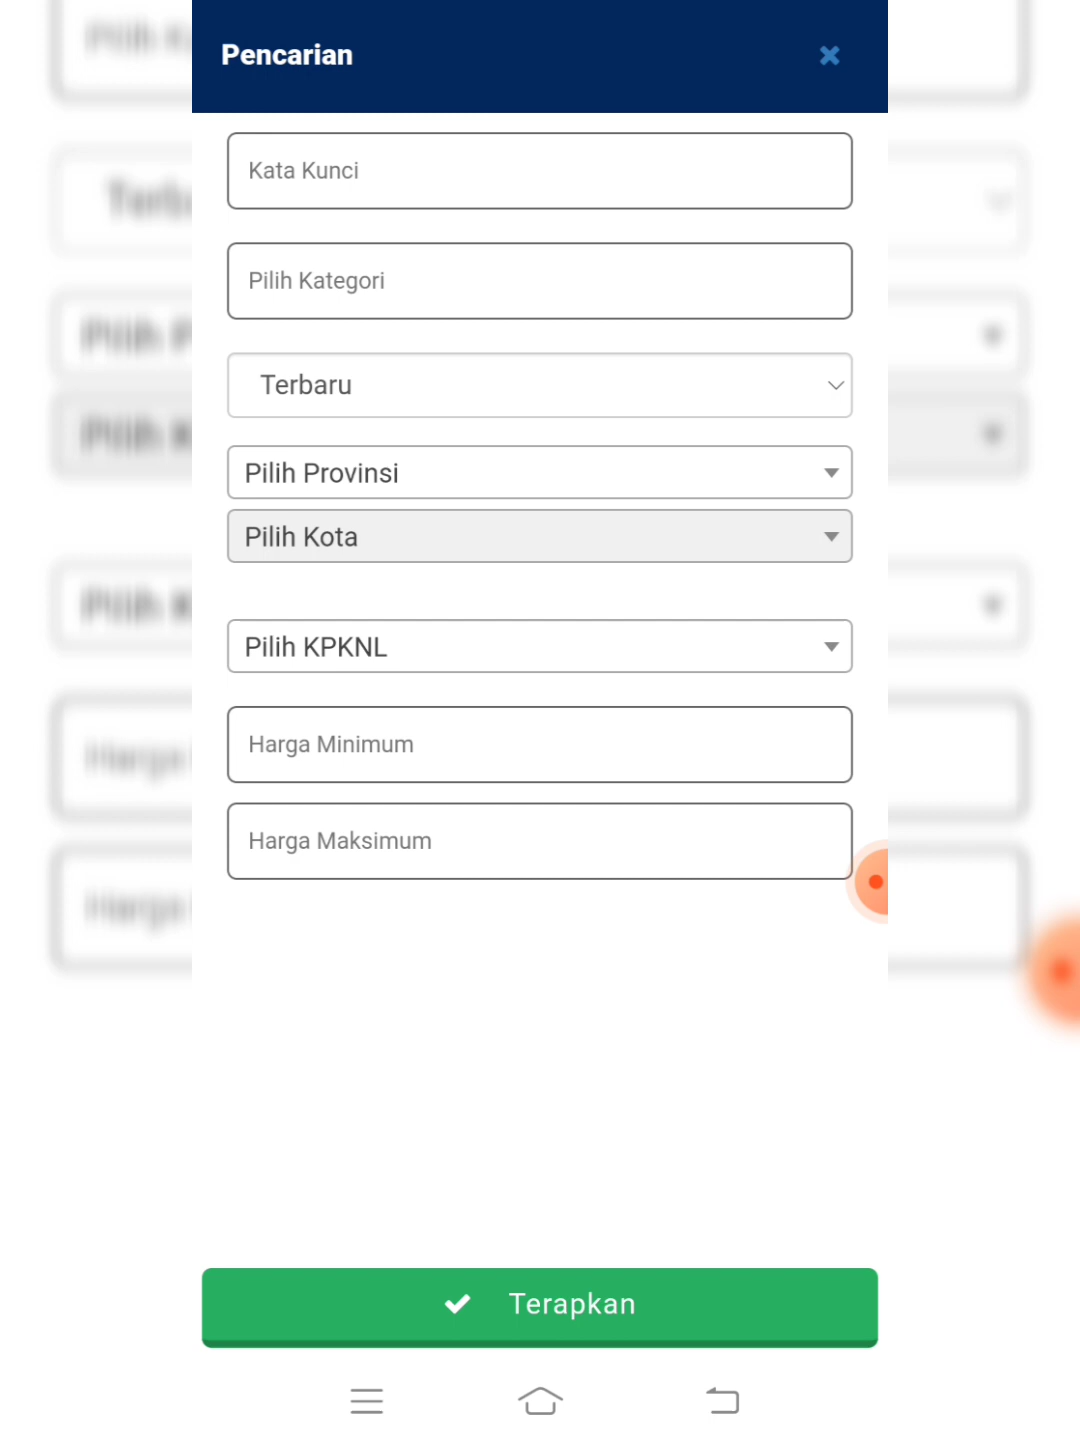 Pencarian
Kata Kunci
Pilih Kategori
Terbaru
Pilih Provinsi
Pilih Kota
Pilih KPKNL
Harga Minimum
Harga Maksimum
Terapkan